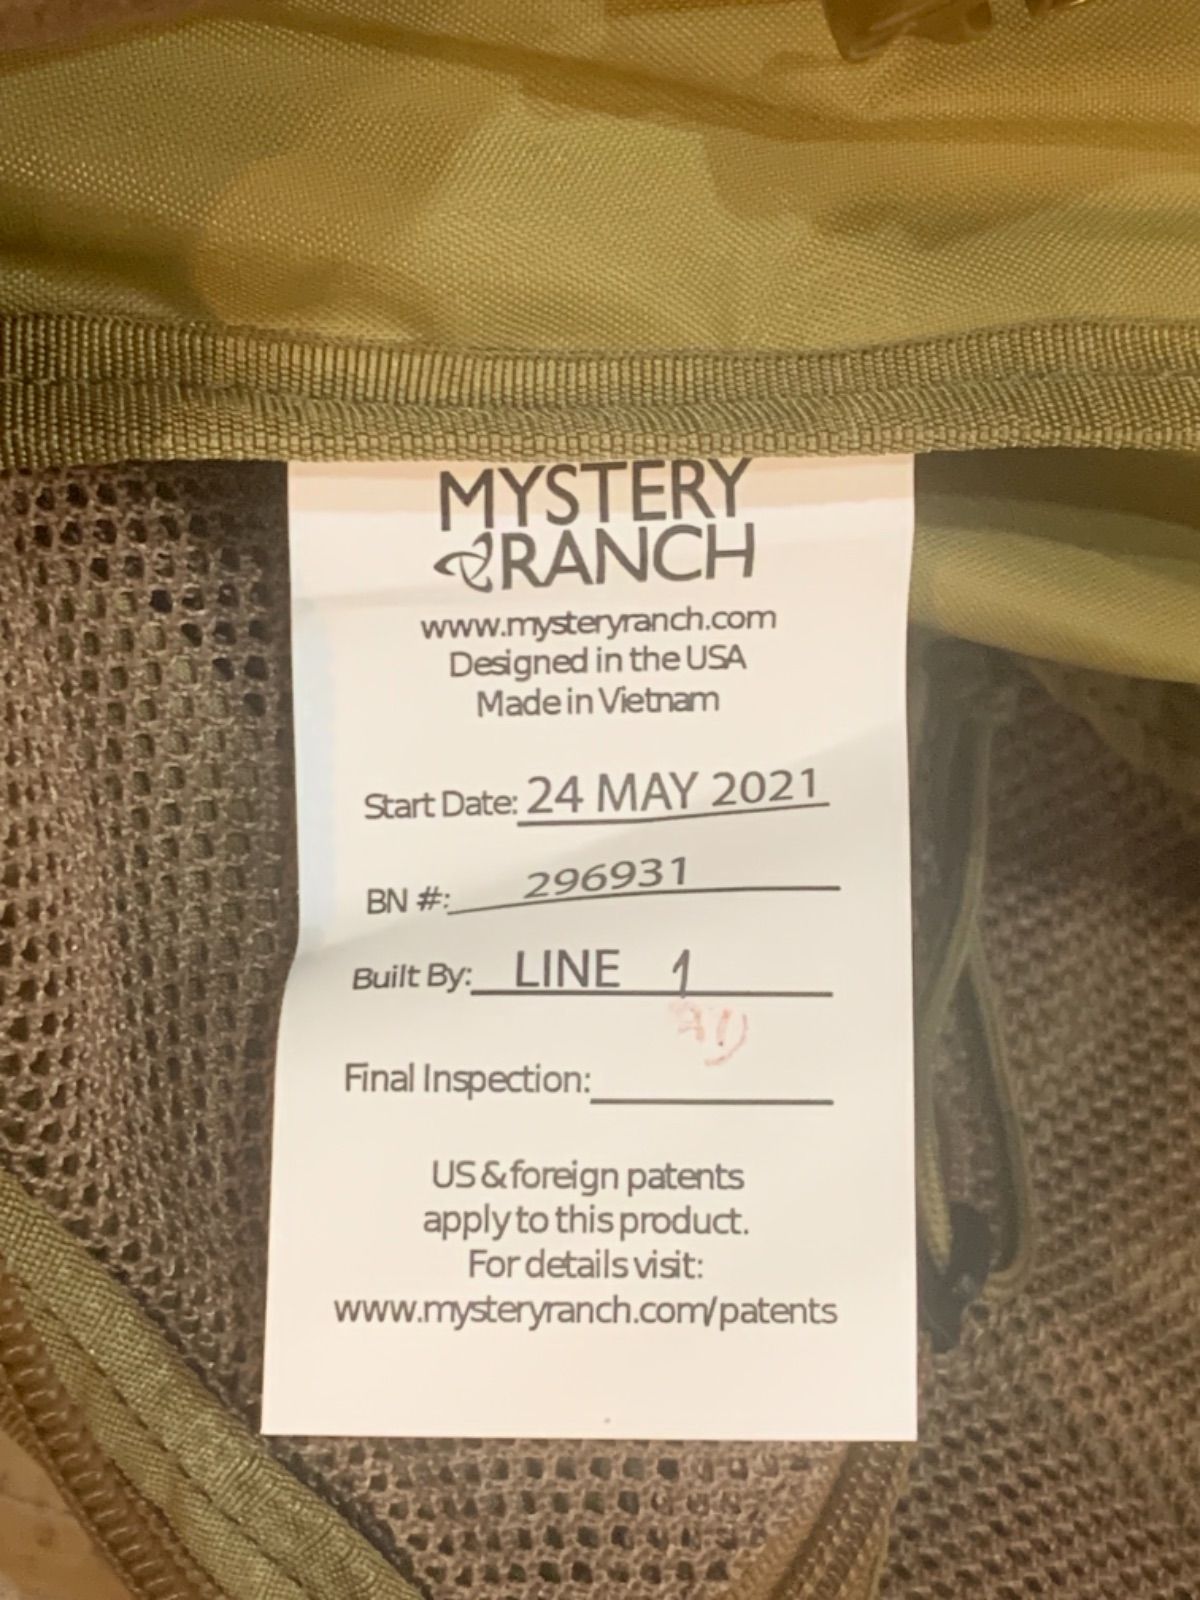 MYSTERY
RANCH
www.mysteryranch.com
Designed in the USA
Made in Vietnam
Start Date: 24 MAY 2021
BN #: 296931
Built By: LINE 1
Final Inspection:
US & foreign patents
apply to this product.
For details visit:
www.mysteryranch.com/patents